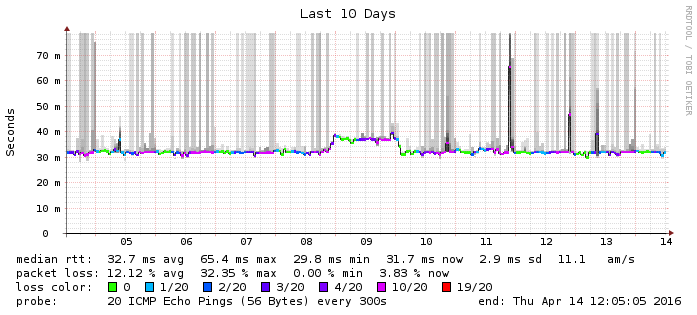 Last 10 Days
RRDTOOL / TOBI OETIKER
Seconds
70 m
60 m
50 m
40 m
30 m
20 m
10 m
0
05 06 07 08 09 10 11 12 13 14
median rtt: 32.7 ms avg 65.4 ms max 29.8 ms min 31.7 ms now 2.9 ms sd 11.1 am/s
packet loss: 12.12 % avg 32.35 % max 0.00 % min 3.83 % now
loss color: 0 1/20 2/20 3/20 4/20 10/20 19/20
probe: 20 ICMP Echo Pings (56 Bytes) every 300s end: Thu Apr 14 12:05:05 2016